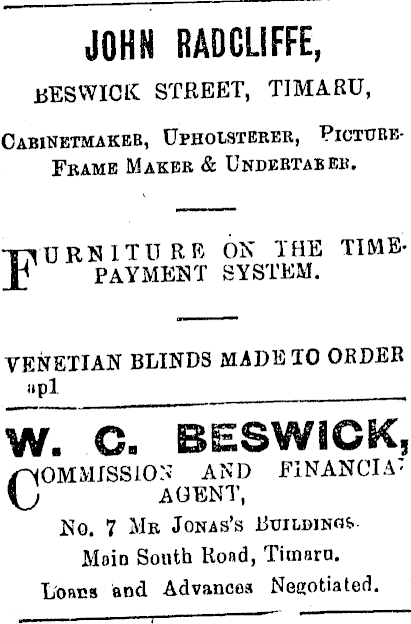 JOHN RADCLIFFE,
BESWICK STREET, TIMARU,
CABINETMAKER, UPHOLSTERER, PICTURE-
FRAME MAKER & UNDERTAKER.
FURNITURE ON THE TIME-
PAYMENT SYSTEM.
VENETIAN BLINDS MADE TO ORDER
ap1
W. C. BESWICK,
COMMISSION AND FINANCIAL
AGENT,
No. 7 MR JONAS'S BUILDINGS.
Main South Road, Timaru.
Loans and Advances Negotiated.